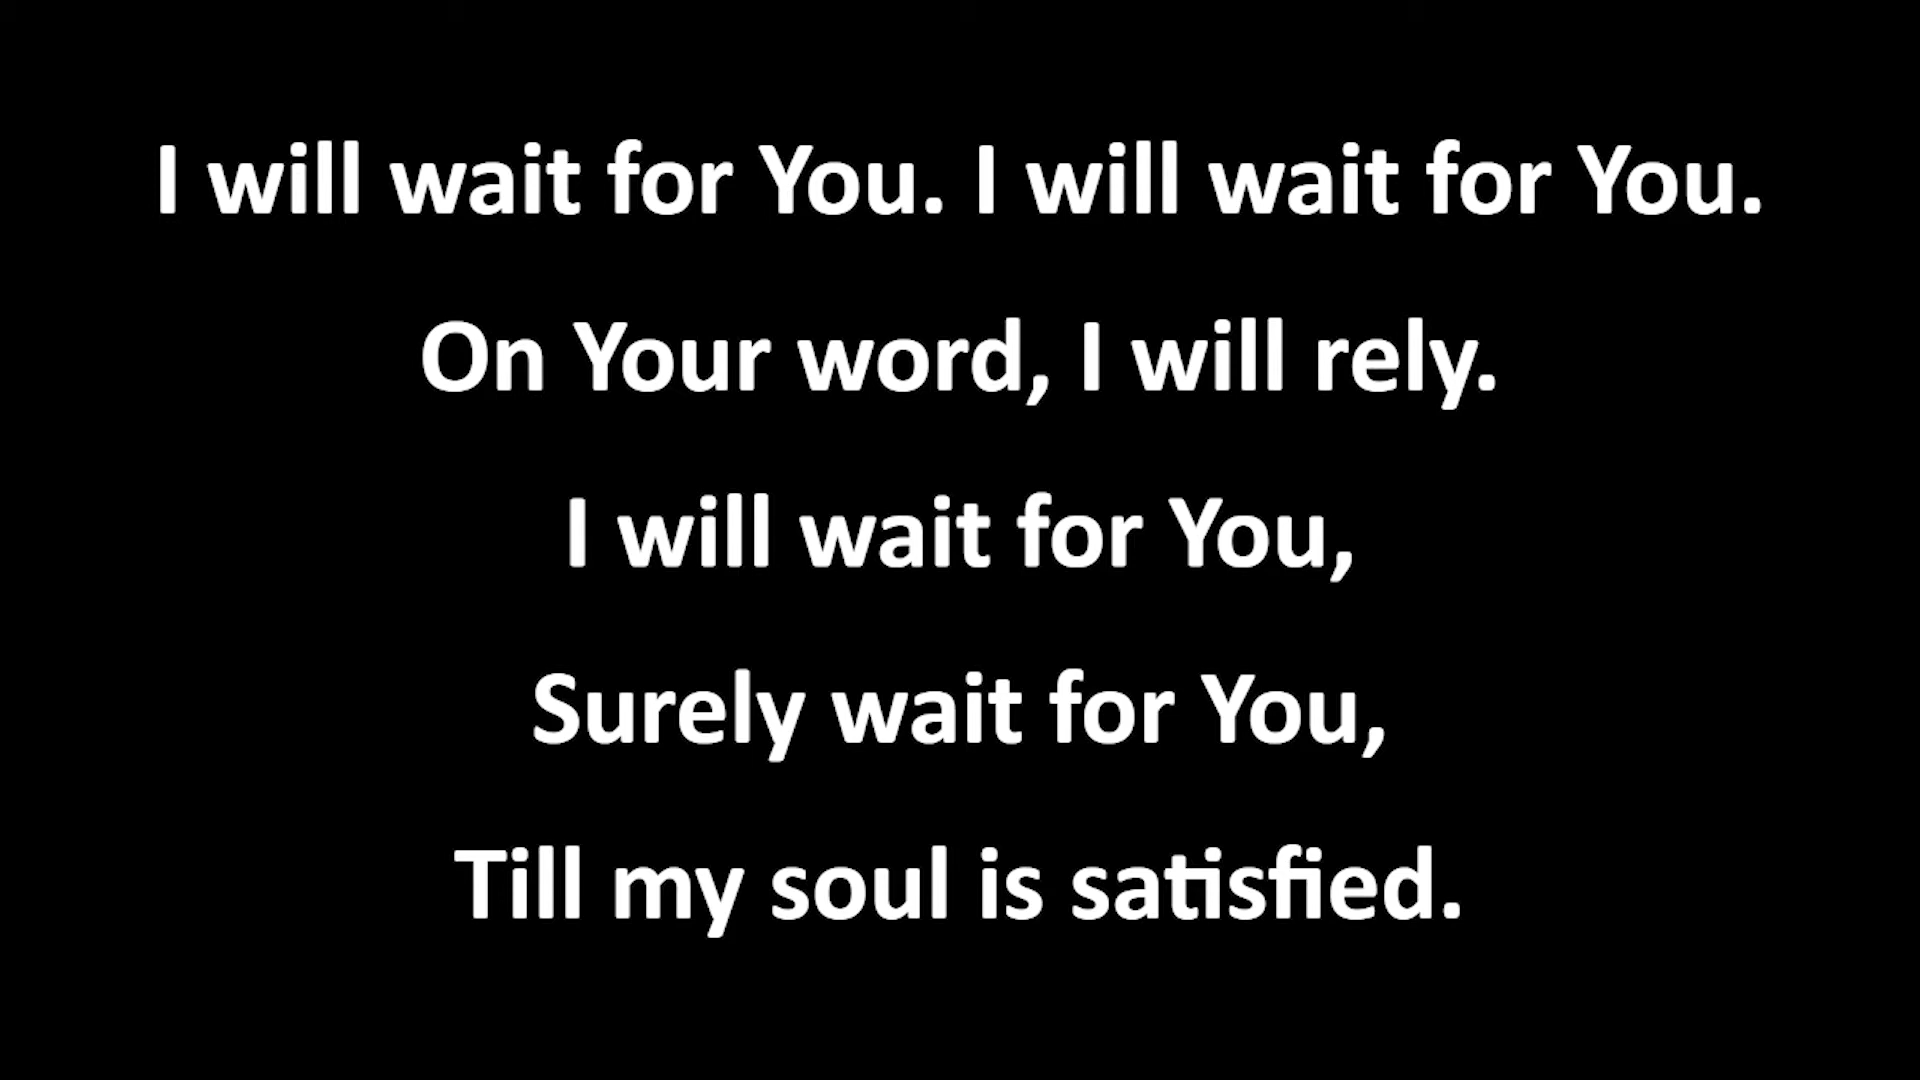 I will wait for You. I will wait for You.
On Your word, I will rely.
I will wait for You,
Surely wait for You,
Till my soul is satisfied.